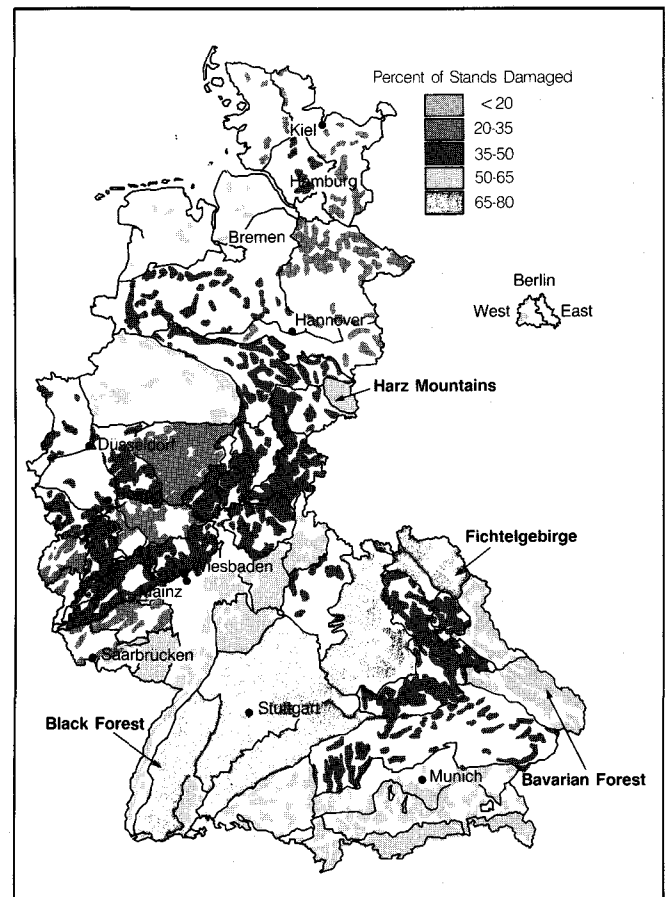 Percent of Stands Damaged
<20
20-35
35-50
50-65
65-80
Kiel
Hamburg
Bremen
Berlin
West East
Hannover
Harz Mountains
Düsseldorf
Fichtelgebirge
Wiesbaden
Mainz
Saarbrucken
Black Forest
Stuttgart
Munich
Bavarian Forest